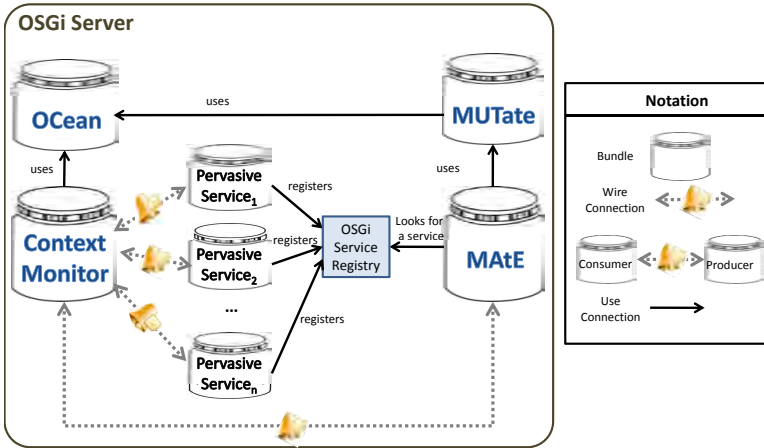 OSGi Server
OCean
uses
MUTate
uses
uses
Context
Monitor
Pervasive
Service1
registers
Pervasive
Service2
registers
...
Pervasive
Servicen
registers
OSGi
Service
Registry
Looks for
a service
MAtE
Notation
Bundle
Wire
Connection
Consumer
Producer
Use
Connection